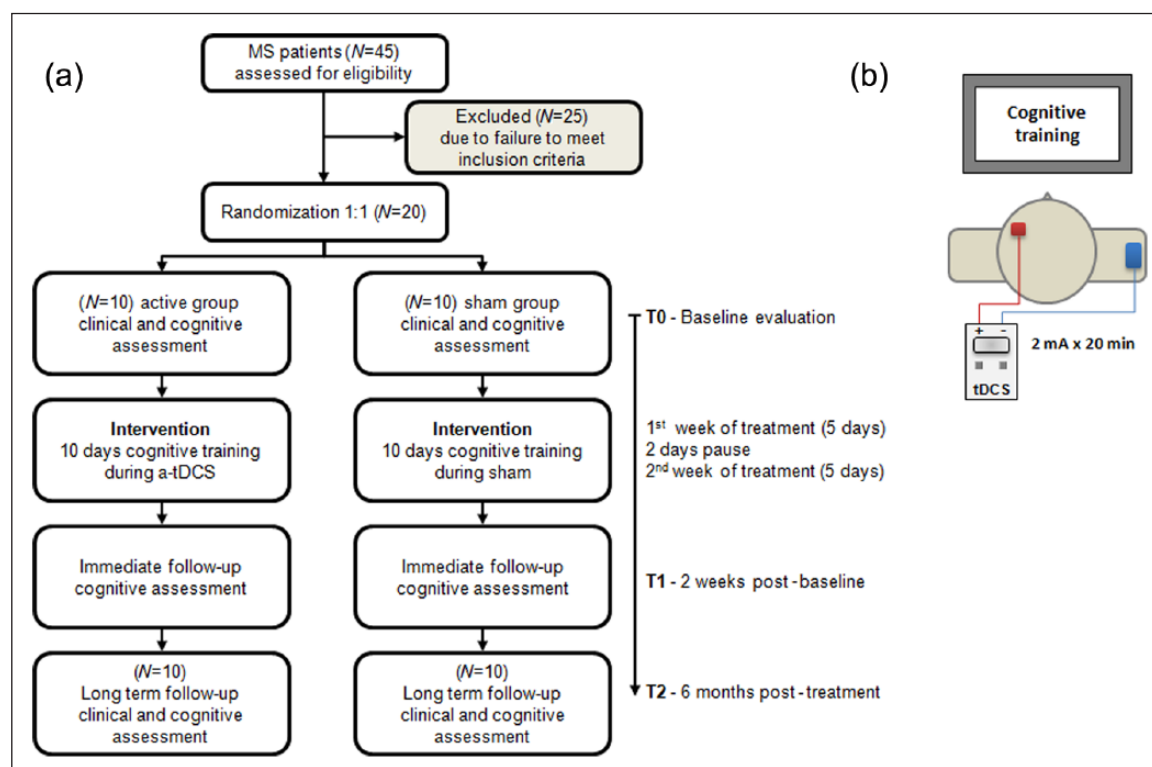 (a)
MS patients (N=45)
assessed for eligibility
Excluded (N=25)
due to failure to meet
inclusion criteria
Randomization 1:1 (N=20)
(N=10) active group
clinical and cognitive
assessment
(N=10) sham group
clinical and cognitive
assessment
T0 - Baseline evaluation
Intervention
10 days cognitive training
during a-tDCS
Intervention
10 days cognitive training
during sham
1st week of treatment (5 days)
2 days pause
2nd week of treatment (5 days)
Immediate follow-up
cognitive assessment
Immediate follow-up
cognitive assessment
T1 - 2 weeks post-baseline
(N=10)
Long term follow-up
clinical and cognitive
assessment
(N=10)
Long term follow-up
clinical and cognitive
assessment
T2 - 6 months post-treatment
(b)
Cognitive
training
+ -
2 mA x 20 min
tDCS